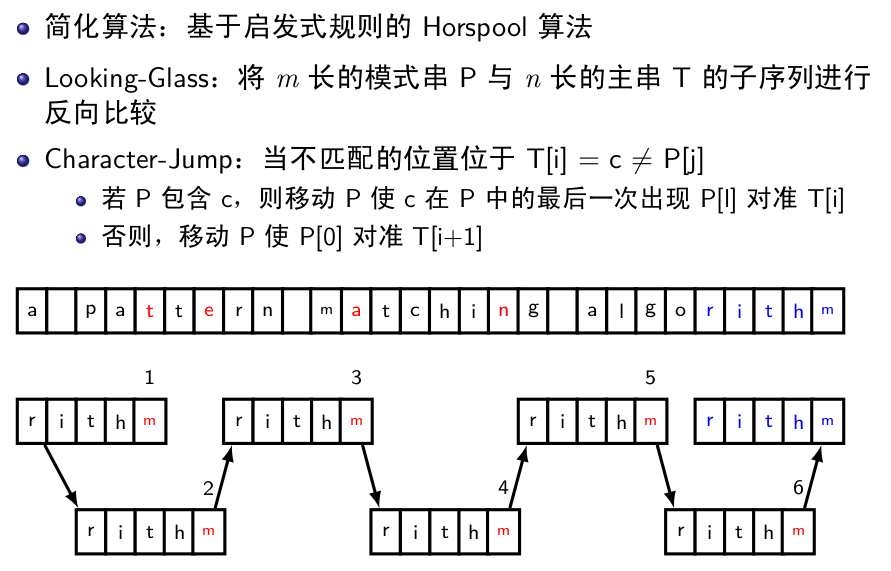 简化算法：基于启发式规则的 Horspool 算法
Looking-Glass：将 m 长的模式串 P 与 n 长的主串 T 的子序列进行
反向比较
Character-Jump：当不匹配的位置位于 T[i] = c ≠ P[j]
若 P 包含 c，则移动 P 使 c 在 P 中的最后一次出现 P[l] 对准 T[i]
否则，移动 P 使 P[0] 对准 T[i+1]
a p a t t e r n m a t c h i n g a l g o r i t h m
1 3 5
r i t h m r i t h m r i t h m r i t h m
2 4 6
r i t h m r i t h m r i t h m